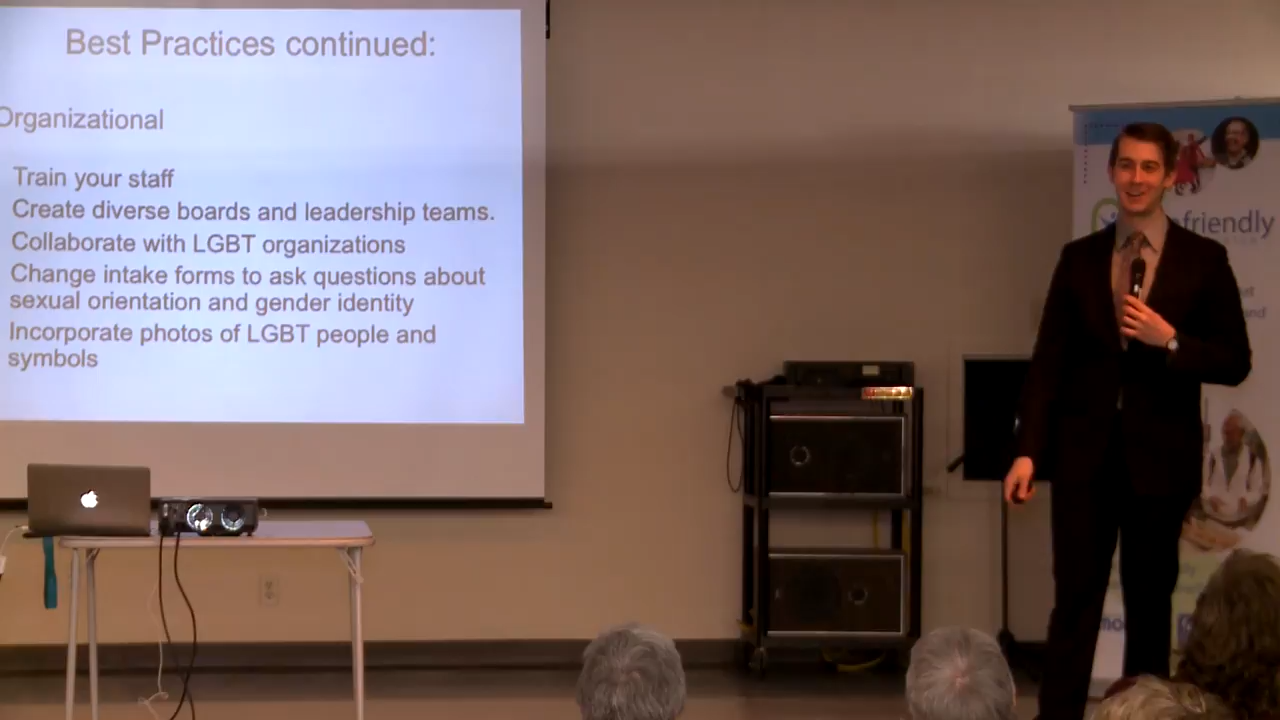 Best Practices continued:
Organizational
Train your staff
Create diverse boards and leadership teams.
Collaborate with LGBT organizations
Change intake forms to ask questions about
sexual orientation and gender identity
Incorporate photos of LGBT people and
symbols
friendly